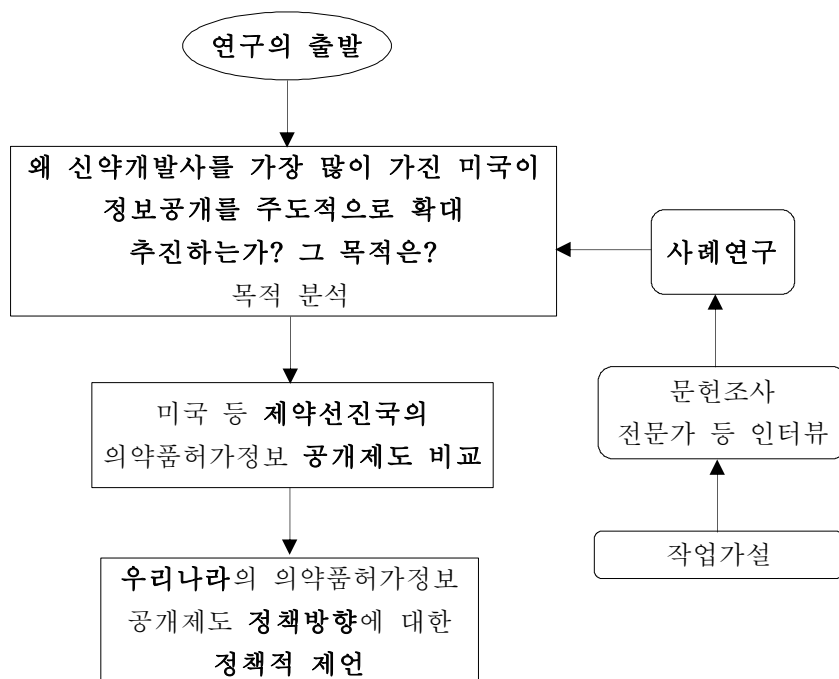 연구의 출발
왜 신약개발사를 가장 많이 가진 미국이
정보공개를 주도적으로 확대
추진하는가? 그 목적은?
목적 분석
사례연구
문헌조사
전문가 등 인터뷰
작업가설
미국 등 제약선진국의
의약품허가정보 공개제도 비교
우리나라의 의약품허가정보
공개제도 정책방향에 대한
정책적 제언